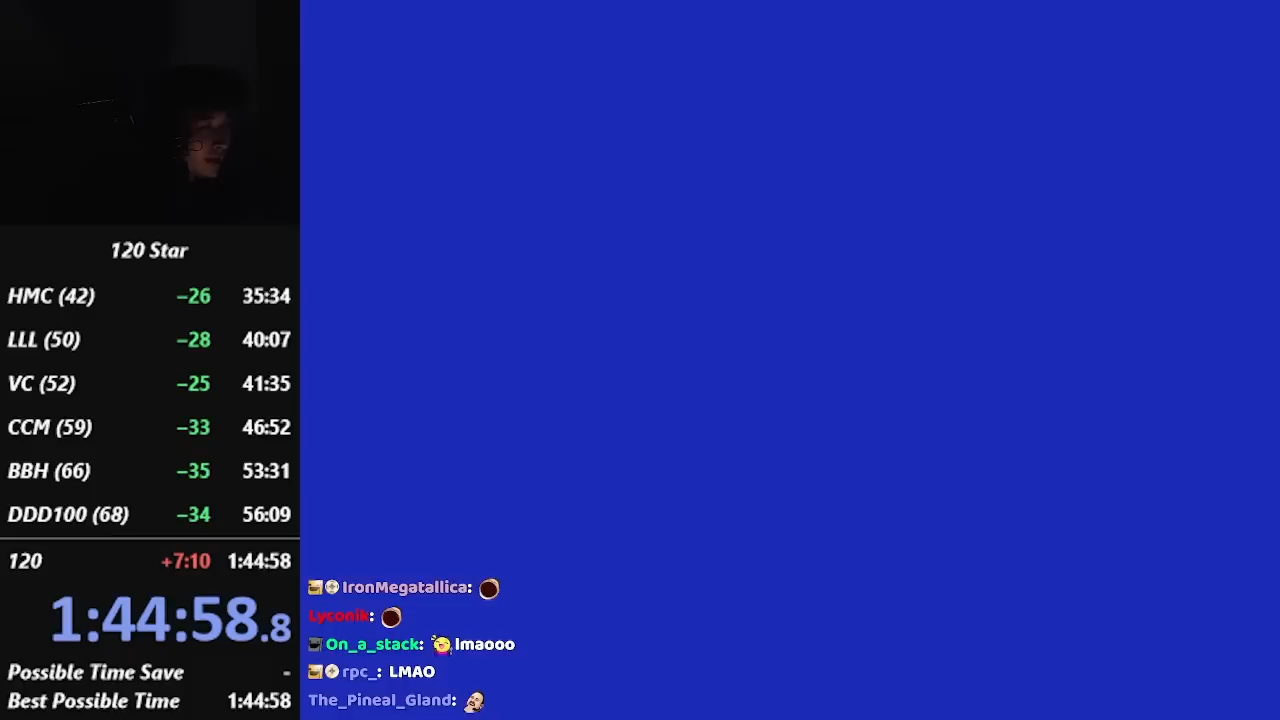 120 Star
HMC (42) −26 35:34
LLL (50) −28 40:07
VC (52) −25 41:35
CCM (59) −33 46:52
BBH (66) −35 53:31
DDD100 (68) −34 56:09
120 +7:10 1:44:58
1:44:58.8
Possible Time Save -
Best Possible Time 1:44:58
IronMegatallica:
Lyconik:
On_a_stack: lmaooo
rpc_: LMAO
The_Pineal_Gland: